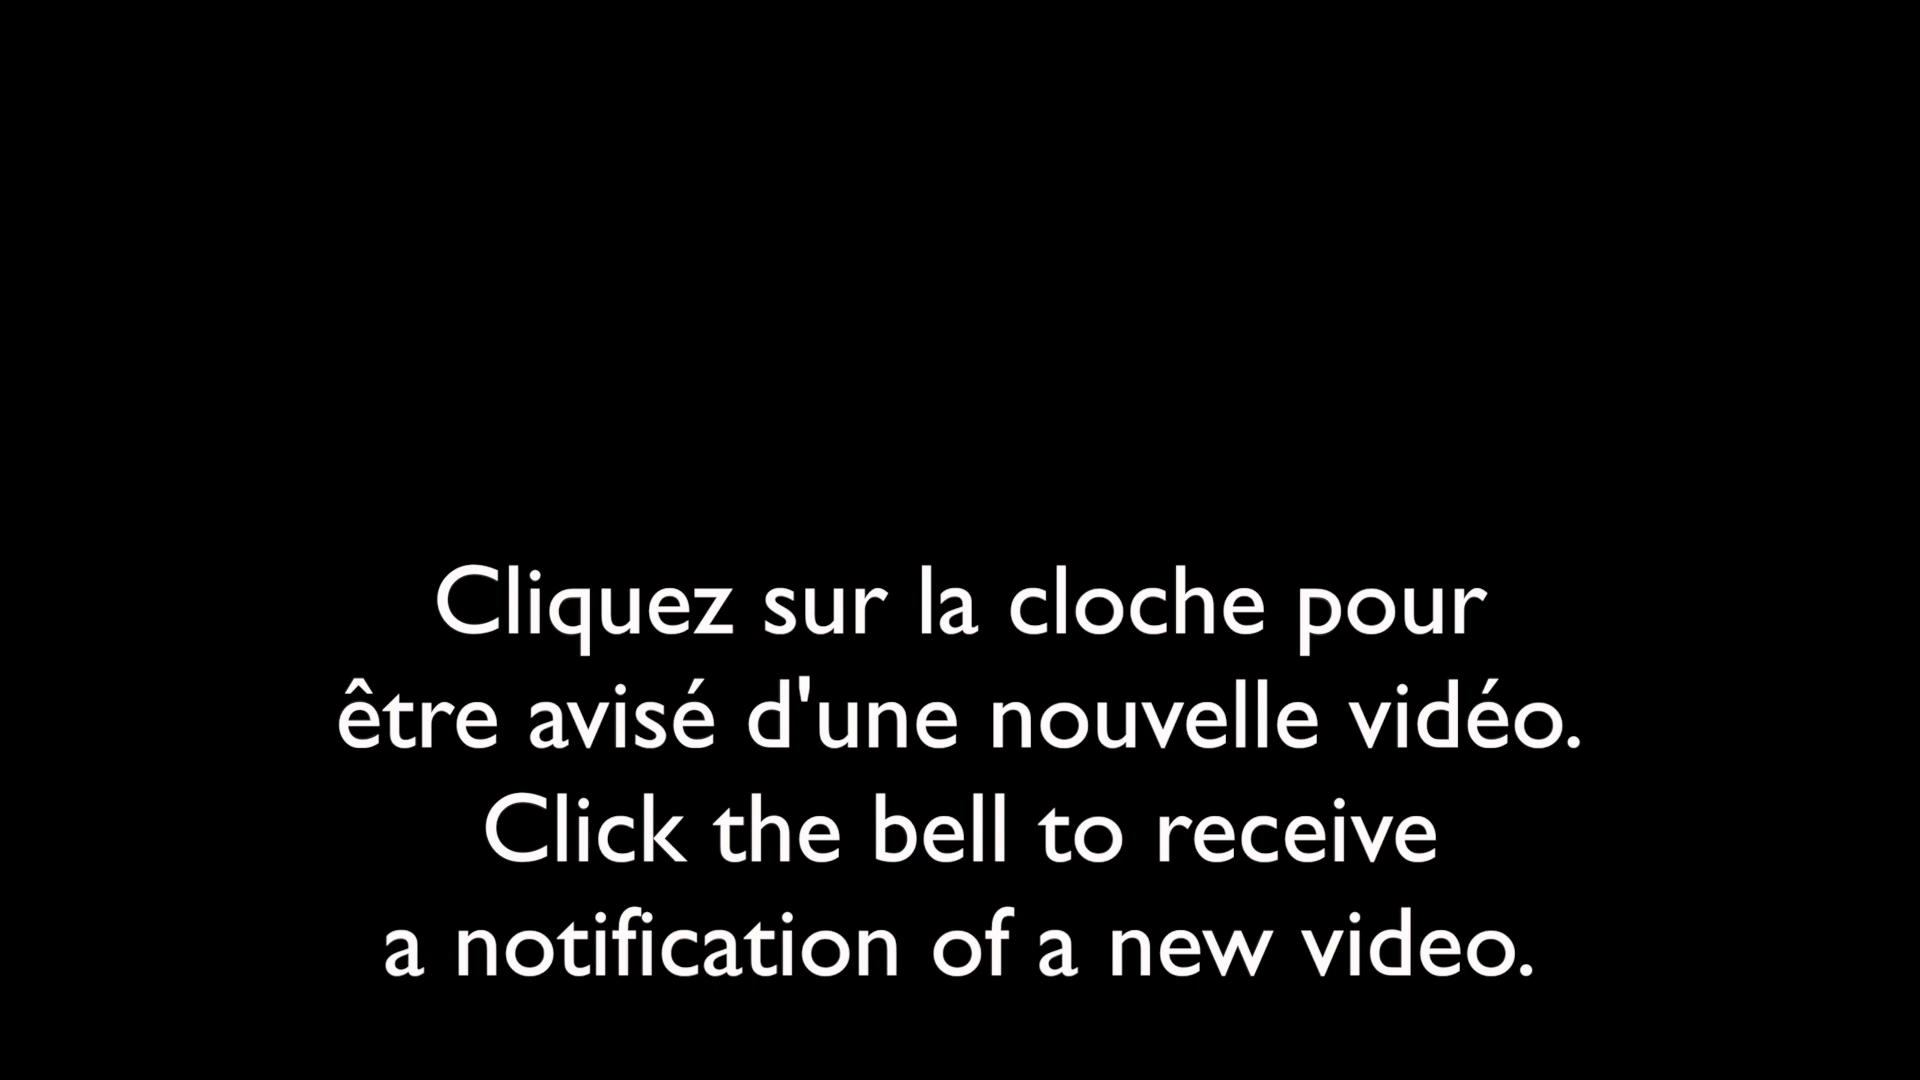 Cliquez sur la cloche pour
être avisé d'une nouvelle vidéo.
Click the bell to receive
a notification of a new video.